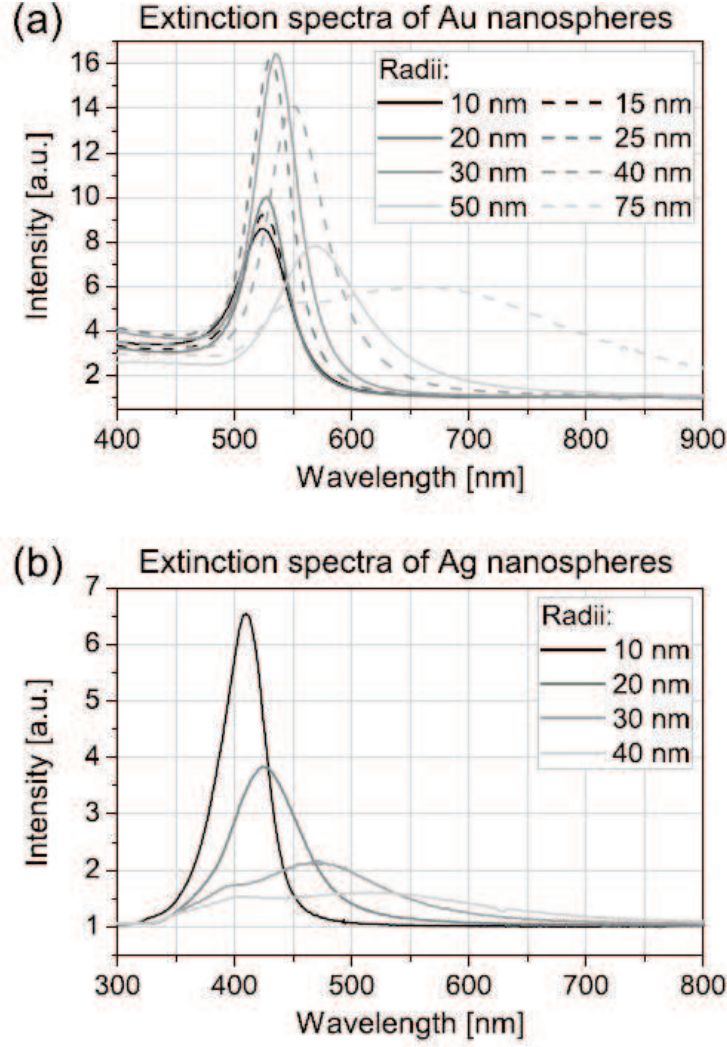 (a) Extinction spectra of Au nanospheres
Radii:
10 nm 15 nm
20 nm 25 nm
30 nm 40 nm
50 nm 75 nm
16
14
12
10
8
6
4
2
Intensity [a.u.]
400 500 600 700 800 900
Wavelength [nm]
(b) Extinction spectra of Ag nanospheres
Radii:
10 nm
20 nm
30 nm
40 nm
7
6
5
4
3
2
1
Intensity [a.u.]
300 400 500 600 700 800
Wavelength [nm]